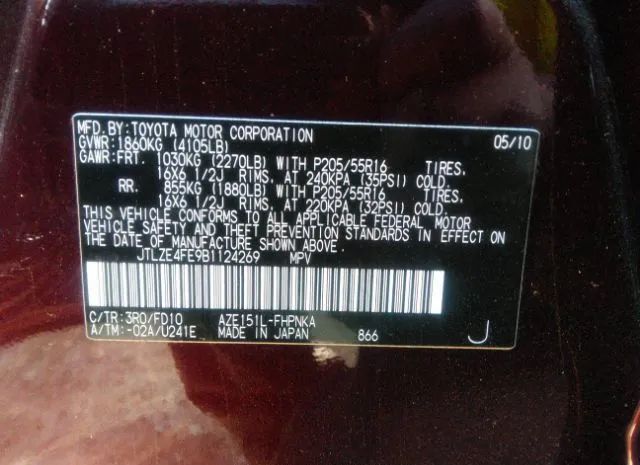 MFD.BY:TOYOTA MOTOR CORPORATION 05/10
GVWR:1860KG (4105LB)
GAWR:FRT. 1030KG (2270LB) WITH P205/55R16 TIRES,
16X6 1/2J RIMS, AT 240KPA (35PSI) COLD.
RR. 855KG (1880LB) WITH P205/55R16 TIRES,
16X6 1/2J RIMS, AT 220KPA (32PSI) COLD.
THIS VEHICLE CONFORMS TO ALL APPLICABLE FEDERAL MOTOR
VEHICLE SAFETY AND THEFT PREVENTION STANDARDS IN EFFECT ON
THE DATE OF MANUFACTURE SHOWN ABOVE.
JTLZE4FE9B1124269 MPV
C/TR:3R0/FD10 AZE151L-FHPNKA
A/TM:-02A/U241E MADE IN JAPAN 866 J